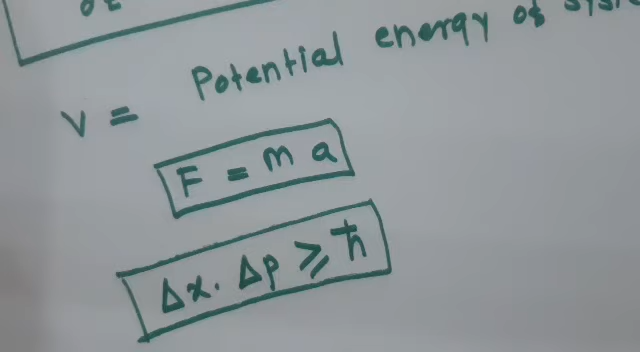 V = Potential energy of
F = m a
Δx. Δp ≥ ħ